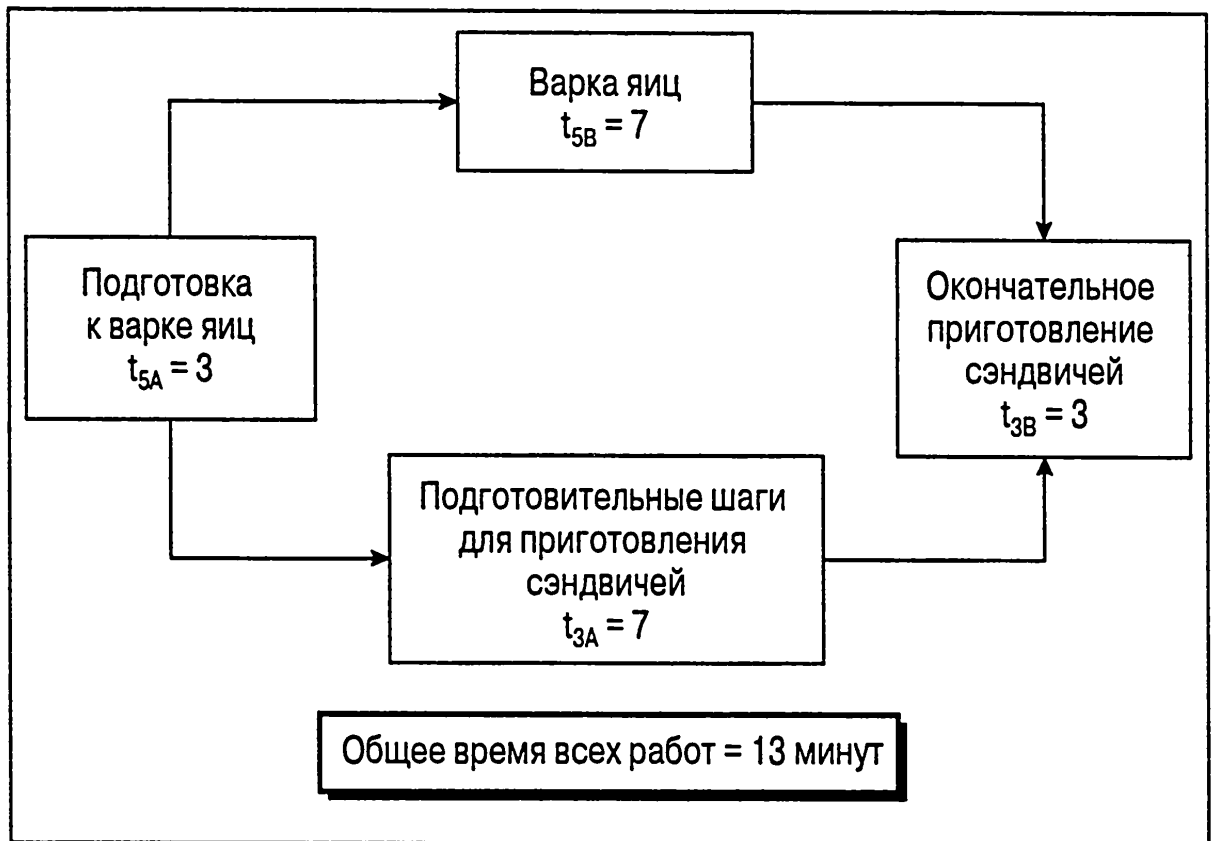 Варка яиц
t5B = 7
Подготовка
к варке яиц
t5A = 3
Окончательное
приготовление
сэндвичей
t3B = 3
Подготовительные шаги
для приготовления
сэндвичей
t3A = 7
Общее время всех работ = 13 минут